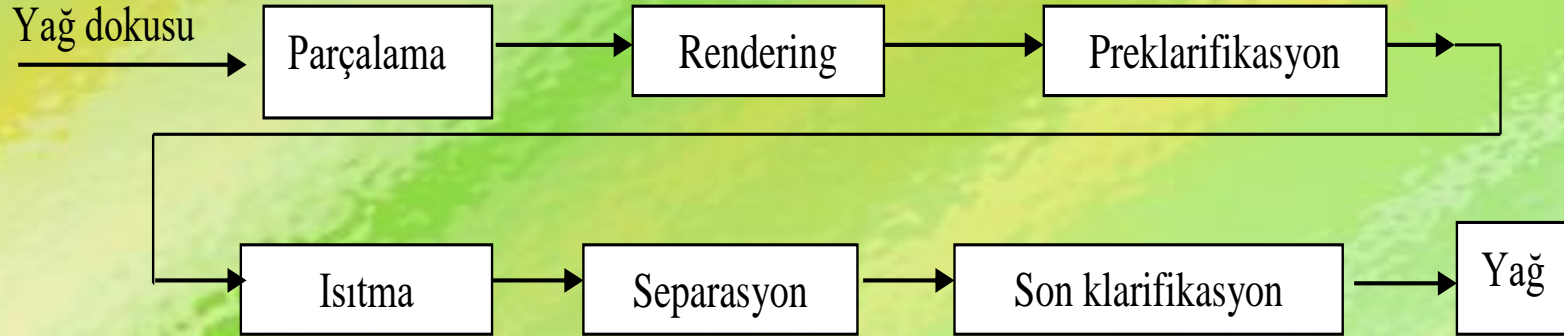 Yağ dokusu
Parçalama
Rendering
Preklarifikasyon
Isıtma
Separasyon
Son klarifikasyon
Yağ